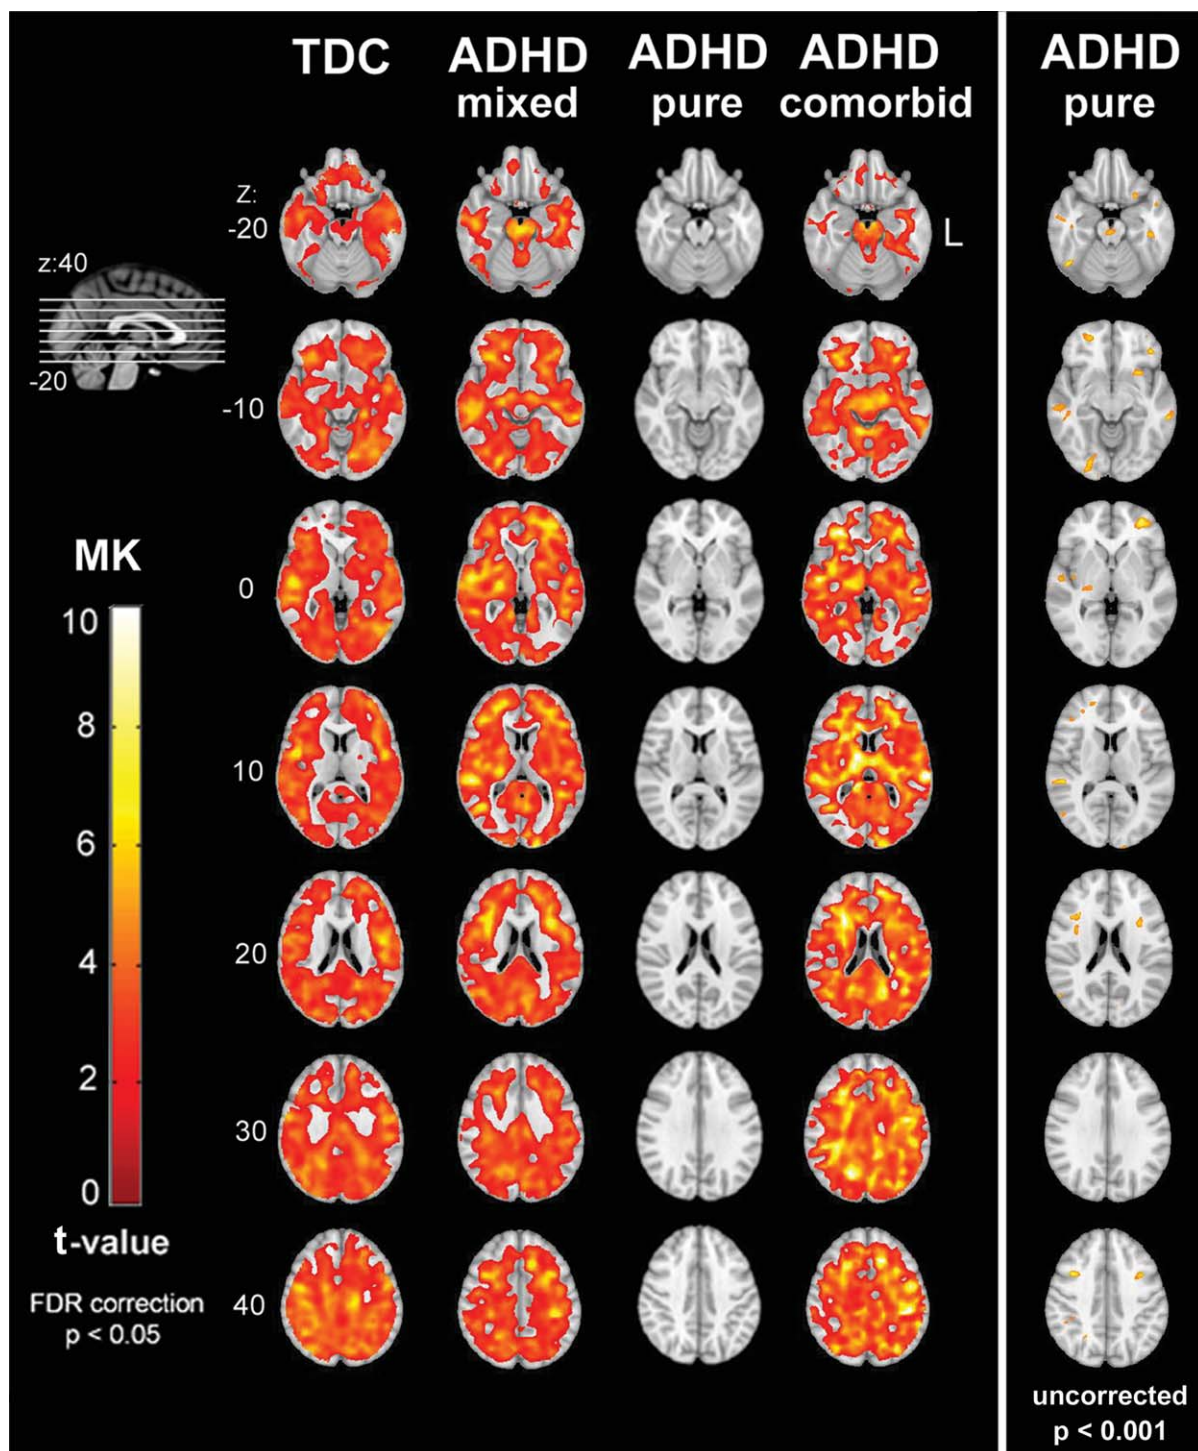 TDC
ADHD
mixed
ADHD
pure
ADHD
comorbid
ADHD
pure
z:
-20
L
z:40
-20
-10
MK
0
10
8
6
4
2
0
10
20
30
40
t-value
FDR correction
p < 0.05
uncorrected
p < 0.001